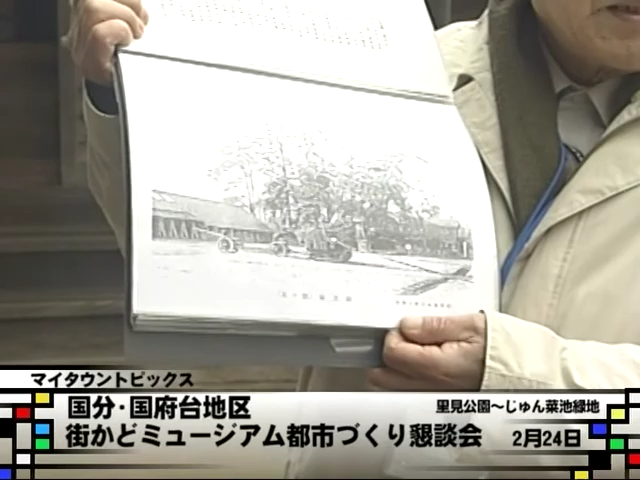 マイタウントピックス
国分・国府台地区
里見公園~じゅん菜池緑地
街かどミュージアム都市づくり懇談会
2月24日